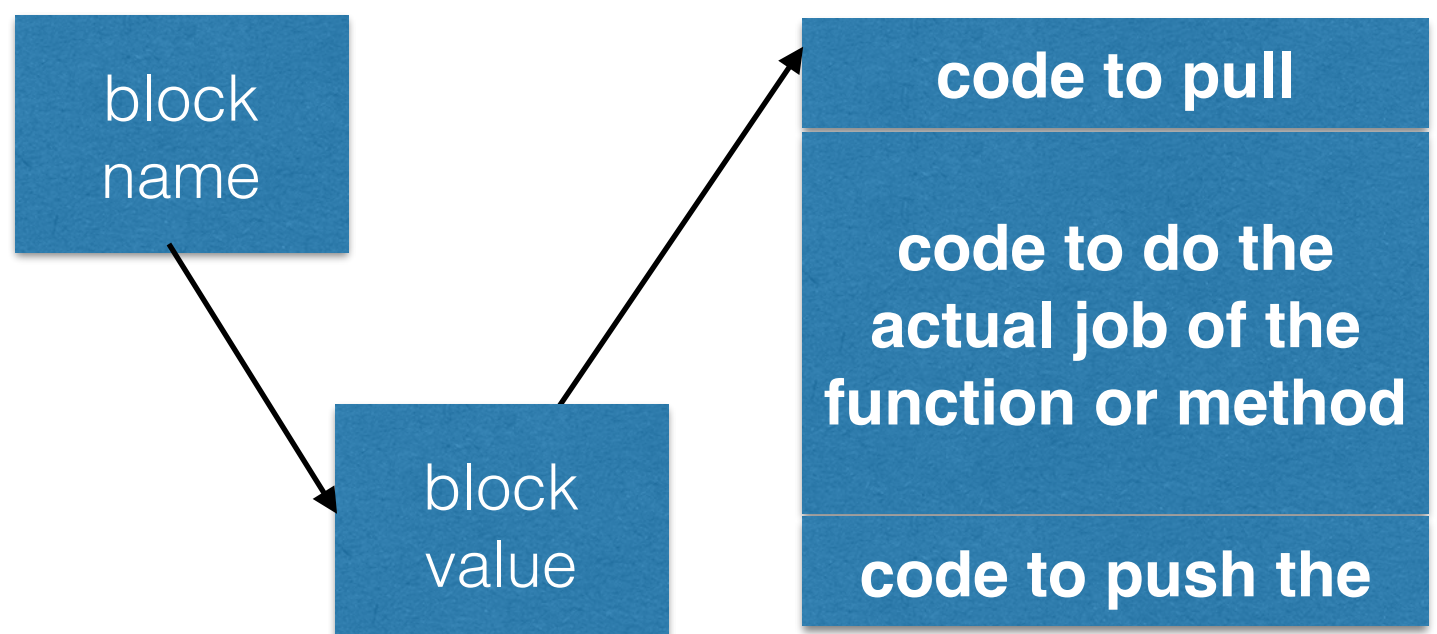 block
name
block
value
code to pull
code to do the
actual job of the
function or method
code to push the